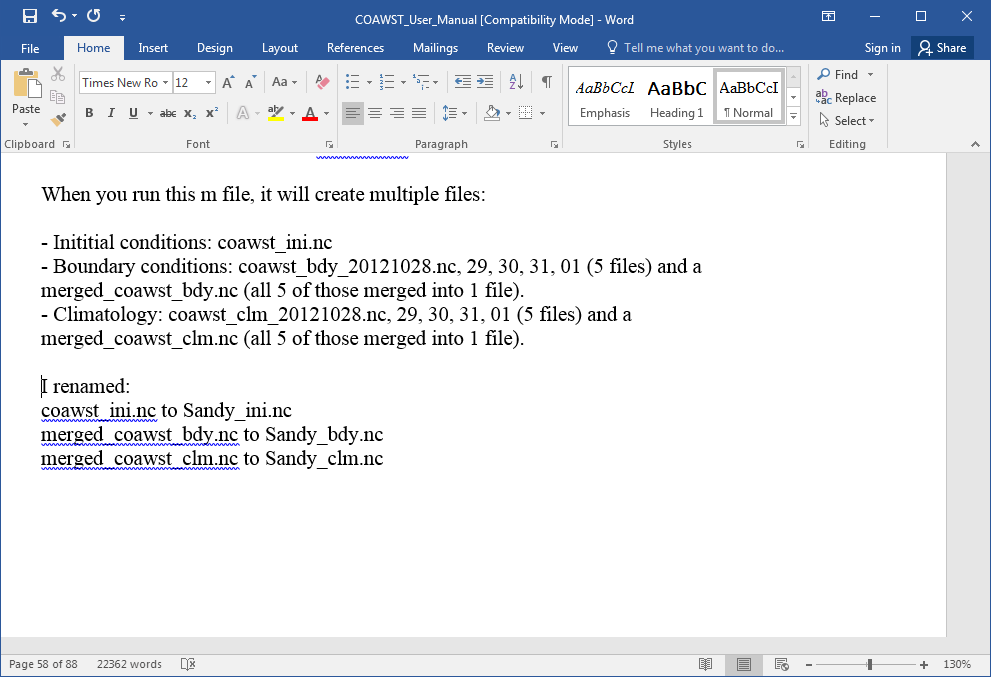 COAWST_User_Manual [Compatibility Mode] - Word
File Home Insert Design Layout References Mailings Review View Tell me what you want to do... Sign in Share
Paste
Times New Ro 12 Aa
B I U abc X₂ X² A aby A
AaBbCcI AaBbC AaBbCcI
Emphasis Heading 1 ¶ Normal
Find
Replace
Select
Clipboard Font Paragraph Styles Editing
When you run this m file, it will create multiple files:
- Inititial conditions: coawst_ini.nc
- Boundary conditions: coawst_bdy_20121028.nc, 29, 30, 31, 01 (5 files) and a
merged_coawst_bdy.nc (all 5 of those merged into 1 file).
- Climatology: coawst_clm_20121028.nc, 29, 30, 31, 01 (5 files) and a
merged_coawst_clm.nc (all 5 of those merged into 1 file).
I renamed:
coawst_ini.nc to Sandy_ini.nc
merged_coawst_bdy.nc to Sandy_bdy.nc
merged_coawst_clm.nc to Sandy_clm.nc
Page 58 of 88 22362 words 130%